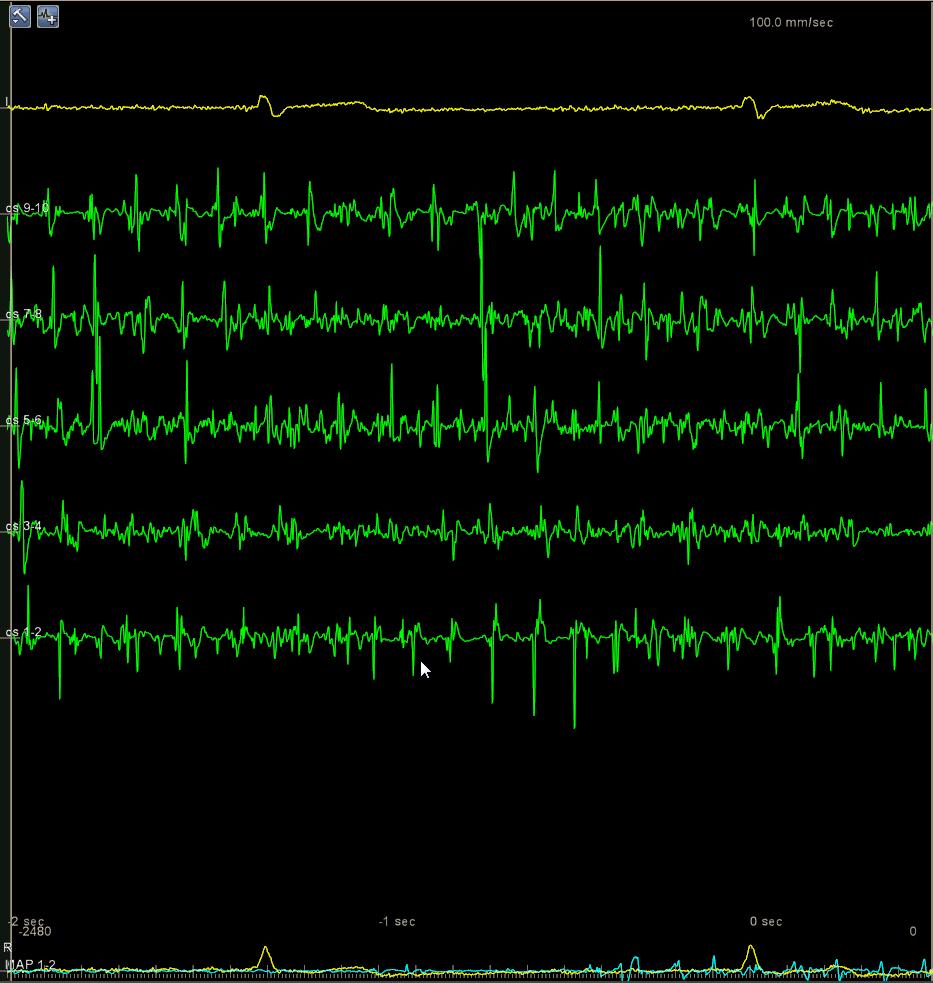 100.0 mm/sec
I
cs 9-10
cs 7-8
cs 5-6
cs 3-4
cs 1-2
-2 sec
-1 sec
0 sec
-2480
0
R
MAP 1-2